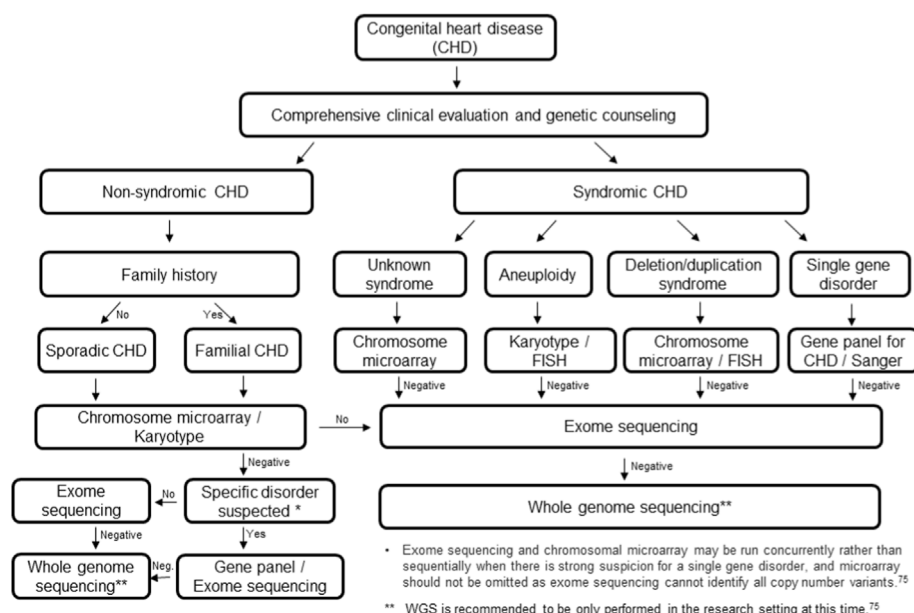 Congenital heart disease
(CHD)
Comprehensive clinical evaluation and genetic counseling
Non-syndromic CHD
Syndromic CHD
Family history
Unknown
syndrome
Aneuploidy
Deletion/duplication
syndrome
Single gene
disorder
No
Yes
Sporadic CHD
Familial CHD
Chromosome
microarray
Karyotype /
FISH
Chromosome
microarray / FISH
Gene panel for
CHD / Sanger
Negative
Negative
Negative
Negative
Chromosome microarray /
Karyotype
No
Exome sequencing
Negative
Negative
Exome
sequencing
No
Specific disorder
suspected *
Whole genome sequencing**
Negative
Yes
Whole genome
sequencing**
Neg.
Gene panel /
Exome sequencing
• Exome sequencing and chromosomal microarray may be run concurrently rather than
sequentially when there is strong suspicion for a single gene disorder, and microarray
should not be omitted as exome sequencing cannot identify all copy number variants.75
** WGS is recommended to be only performed in the research setting at this time.75